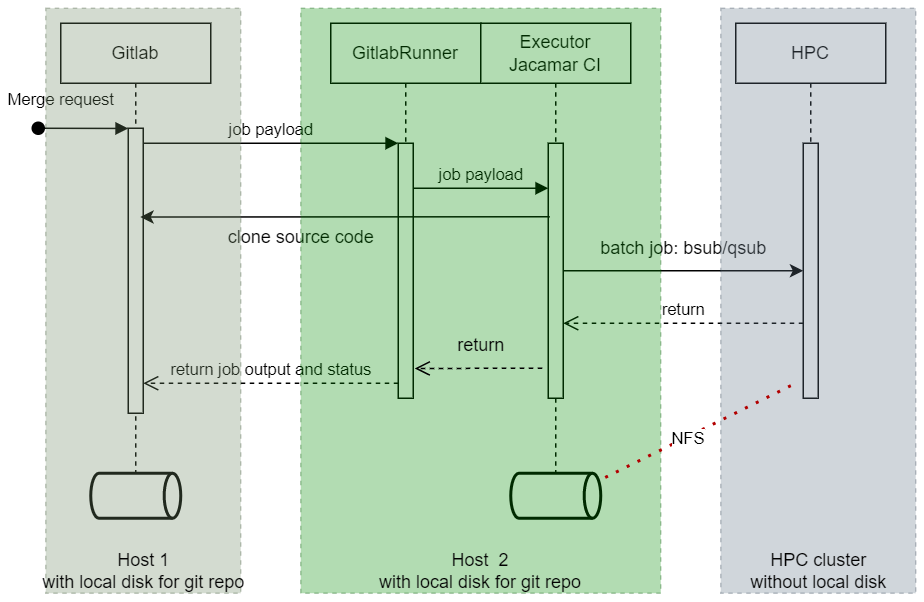 Gitlab
GitlabRunner
Executor
Jacamar CI
HPC
Merge request
job payload
job payload
clone source code
batch job: bsub/qsub
return
return
return job output and status
NFS
Host 1
with local disk for git repo
Host 2
with local disk for git repo
HPC cluster
without local disk